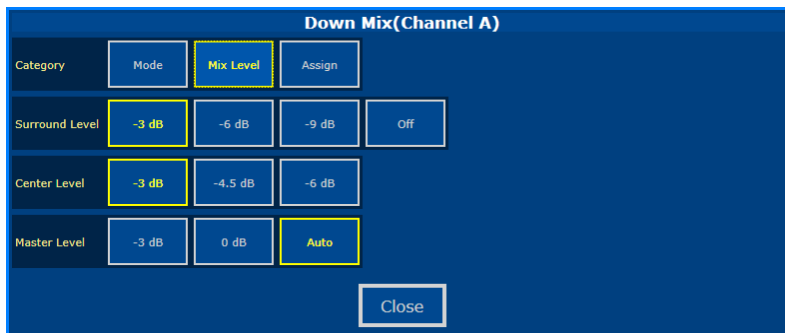 Down Mix(Channel A)
Category Mode Mix Level Assign
Surround Level -3 dB -6 dB -9 dB Off
Center Level -3 dB -4.5 dB -6 dB
Master Level -3 dB 0 dB Auto
Close